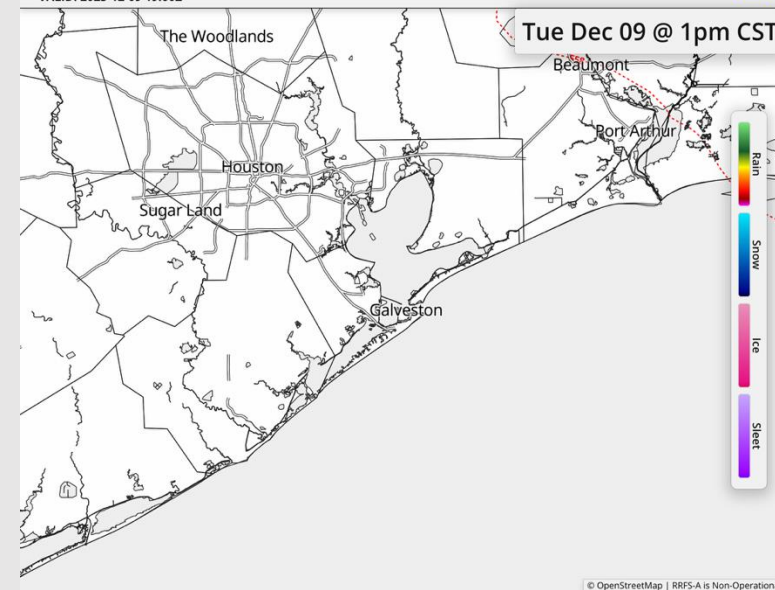 Tue Dec 09 @ 1pm CST
The Woodlands
Beaumont
Port Arthur
Houston
Sugar Land
Galveston
Rain
Snow
Ice
Sleet
© OpenStreetMap | RRFS-A is Non-Operational